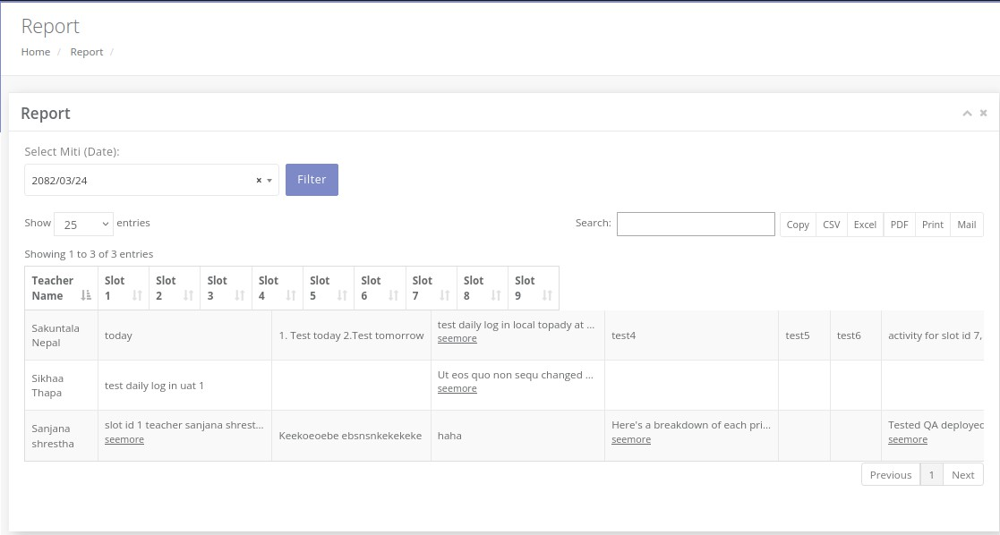 Report
Home / Report /
Report
Select Miti (Date):
2082/03/24 × Filter
Show 25 entries Search: Copy CSV Excel PDF Print Mail
Showing 1 to 3 of 3 entries
Teacher Slot Slot Slot Slot Slot Slot Slot Slot Slot
Name 1 2 3 4 5 6 7 8 9
Sakuntala Nepal today 1. Test today 2.Test tomorrow test daily log in local topady at ... seemore test4 test5 test6 activity for slot id 7,
Sikhaa Thapa test daily log in uat 1 Ut eos quo non sequ changed ... seemore
Sanjana shrestha slot id 1 teacher sanjana shrest... seemore Keekoeoebe ebsnsnkekekeke haha Here's a breakdown of each pri... seemore Tested QA deployed seemore
Previous 1 Next